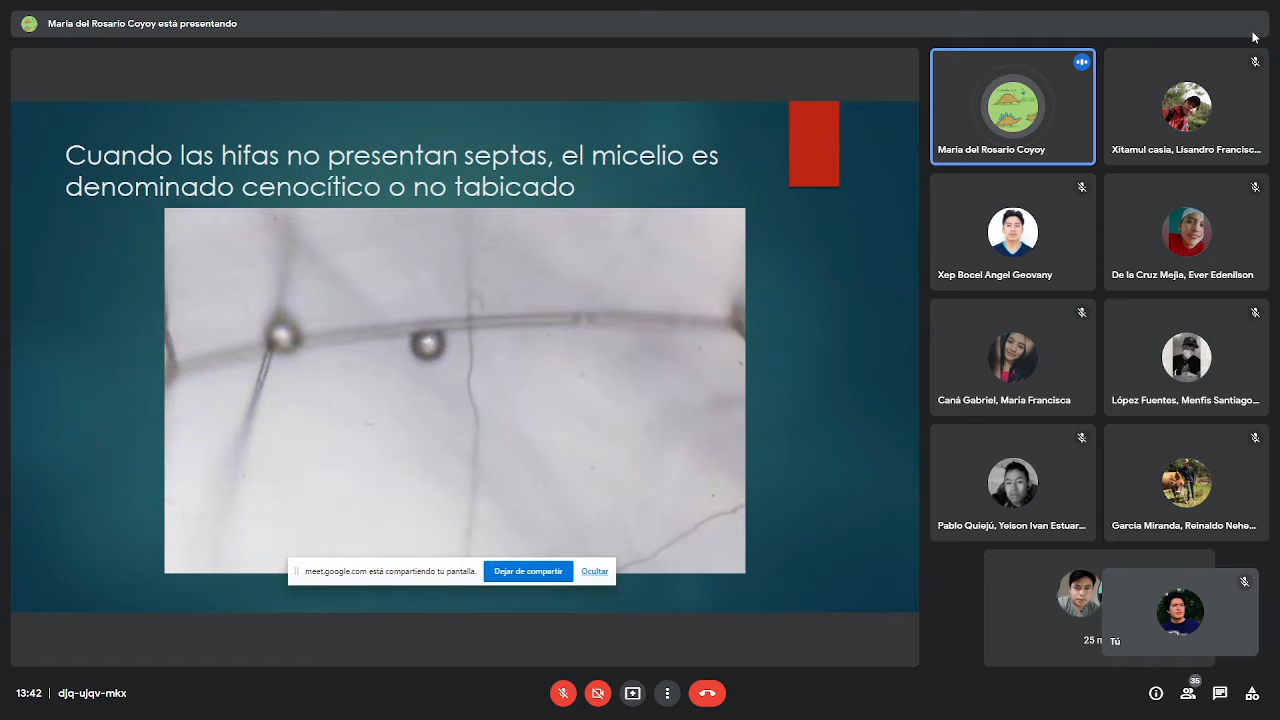 Maria del Rosario Coyoy está presentando
Cuando las hifas no presentan septas, el micelio es
denominado cenocítico o no tabicado
meet.google.com está compartiendo tu pantalla.
Dejar de compartir
Ocultar
Maria del Rosario Coyoy
Xitamul casia, Lisandro Francisc...
Xep Bocel Angel Geovany
De la Cruz Mejia, Ever Edenilson
Caná Gabriel, María Francisca
López Fuentes, Menfis Santiago...
Pablo Quiejú, Yeison Ivan Estuar...
Garcia Miranda, Reinaldo Nehe...
25
Tú
13:42
djq-ujqv-mkx
35